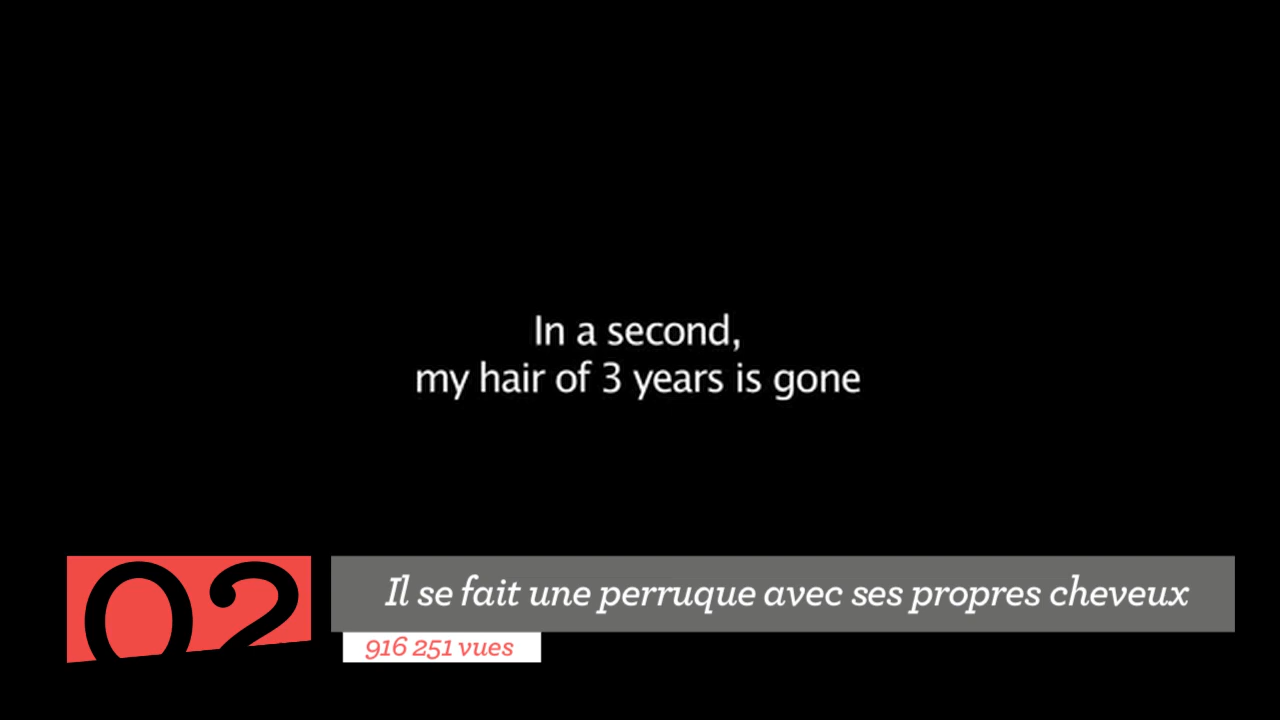 In a second,
my hair of 3 years is gone
02
Il se fait une perruque avec ses propres cheveux
916 251 vues